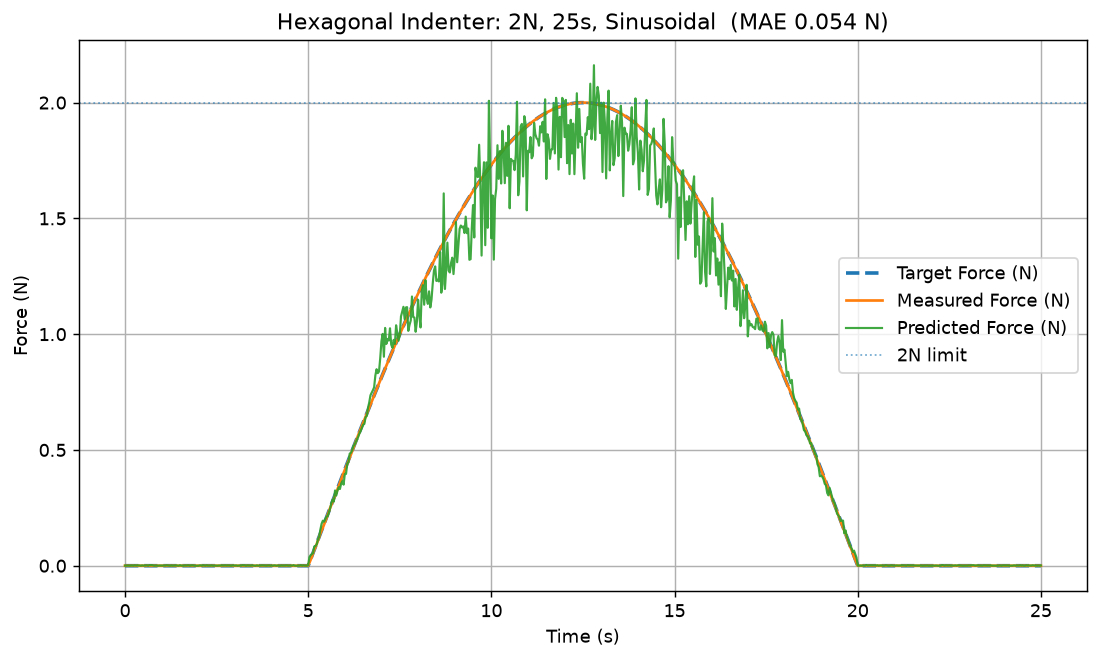 Hexagonal Indenter: 2N, 25s, Sinusoidal  (MAE 0.054 N)
Force (N)
2.0
1.5
1.0
0.5
0.0
Target Force (N)
Measured Force (N)
Predicted Force (N)
2N limit
0 5 10 15 20 25
Time (s)